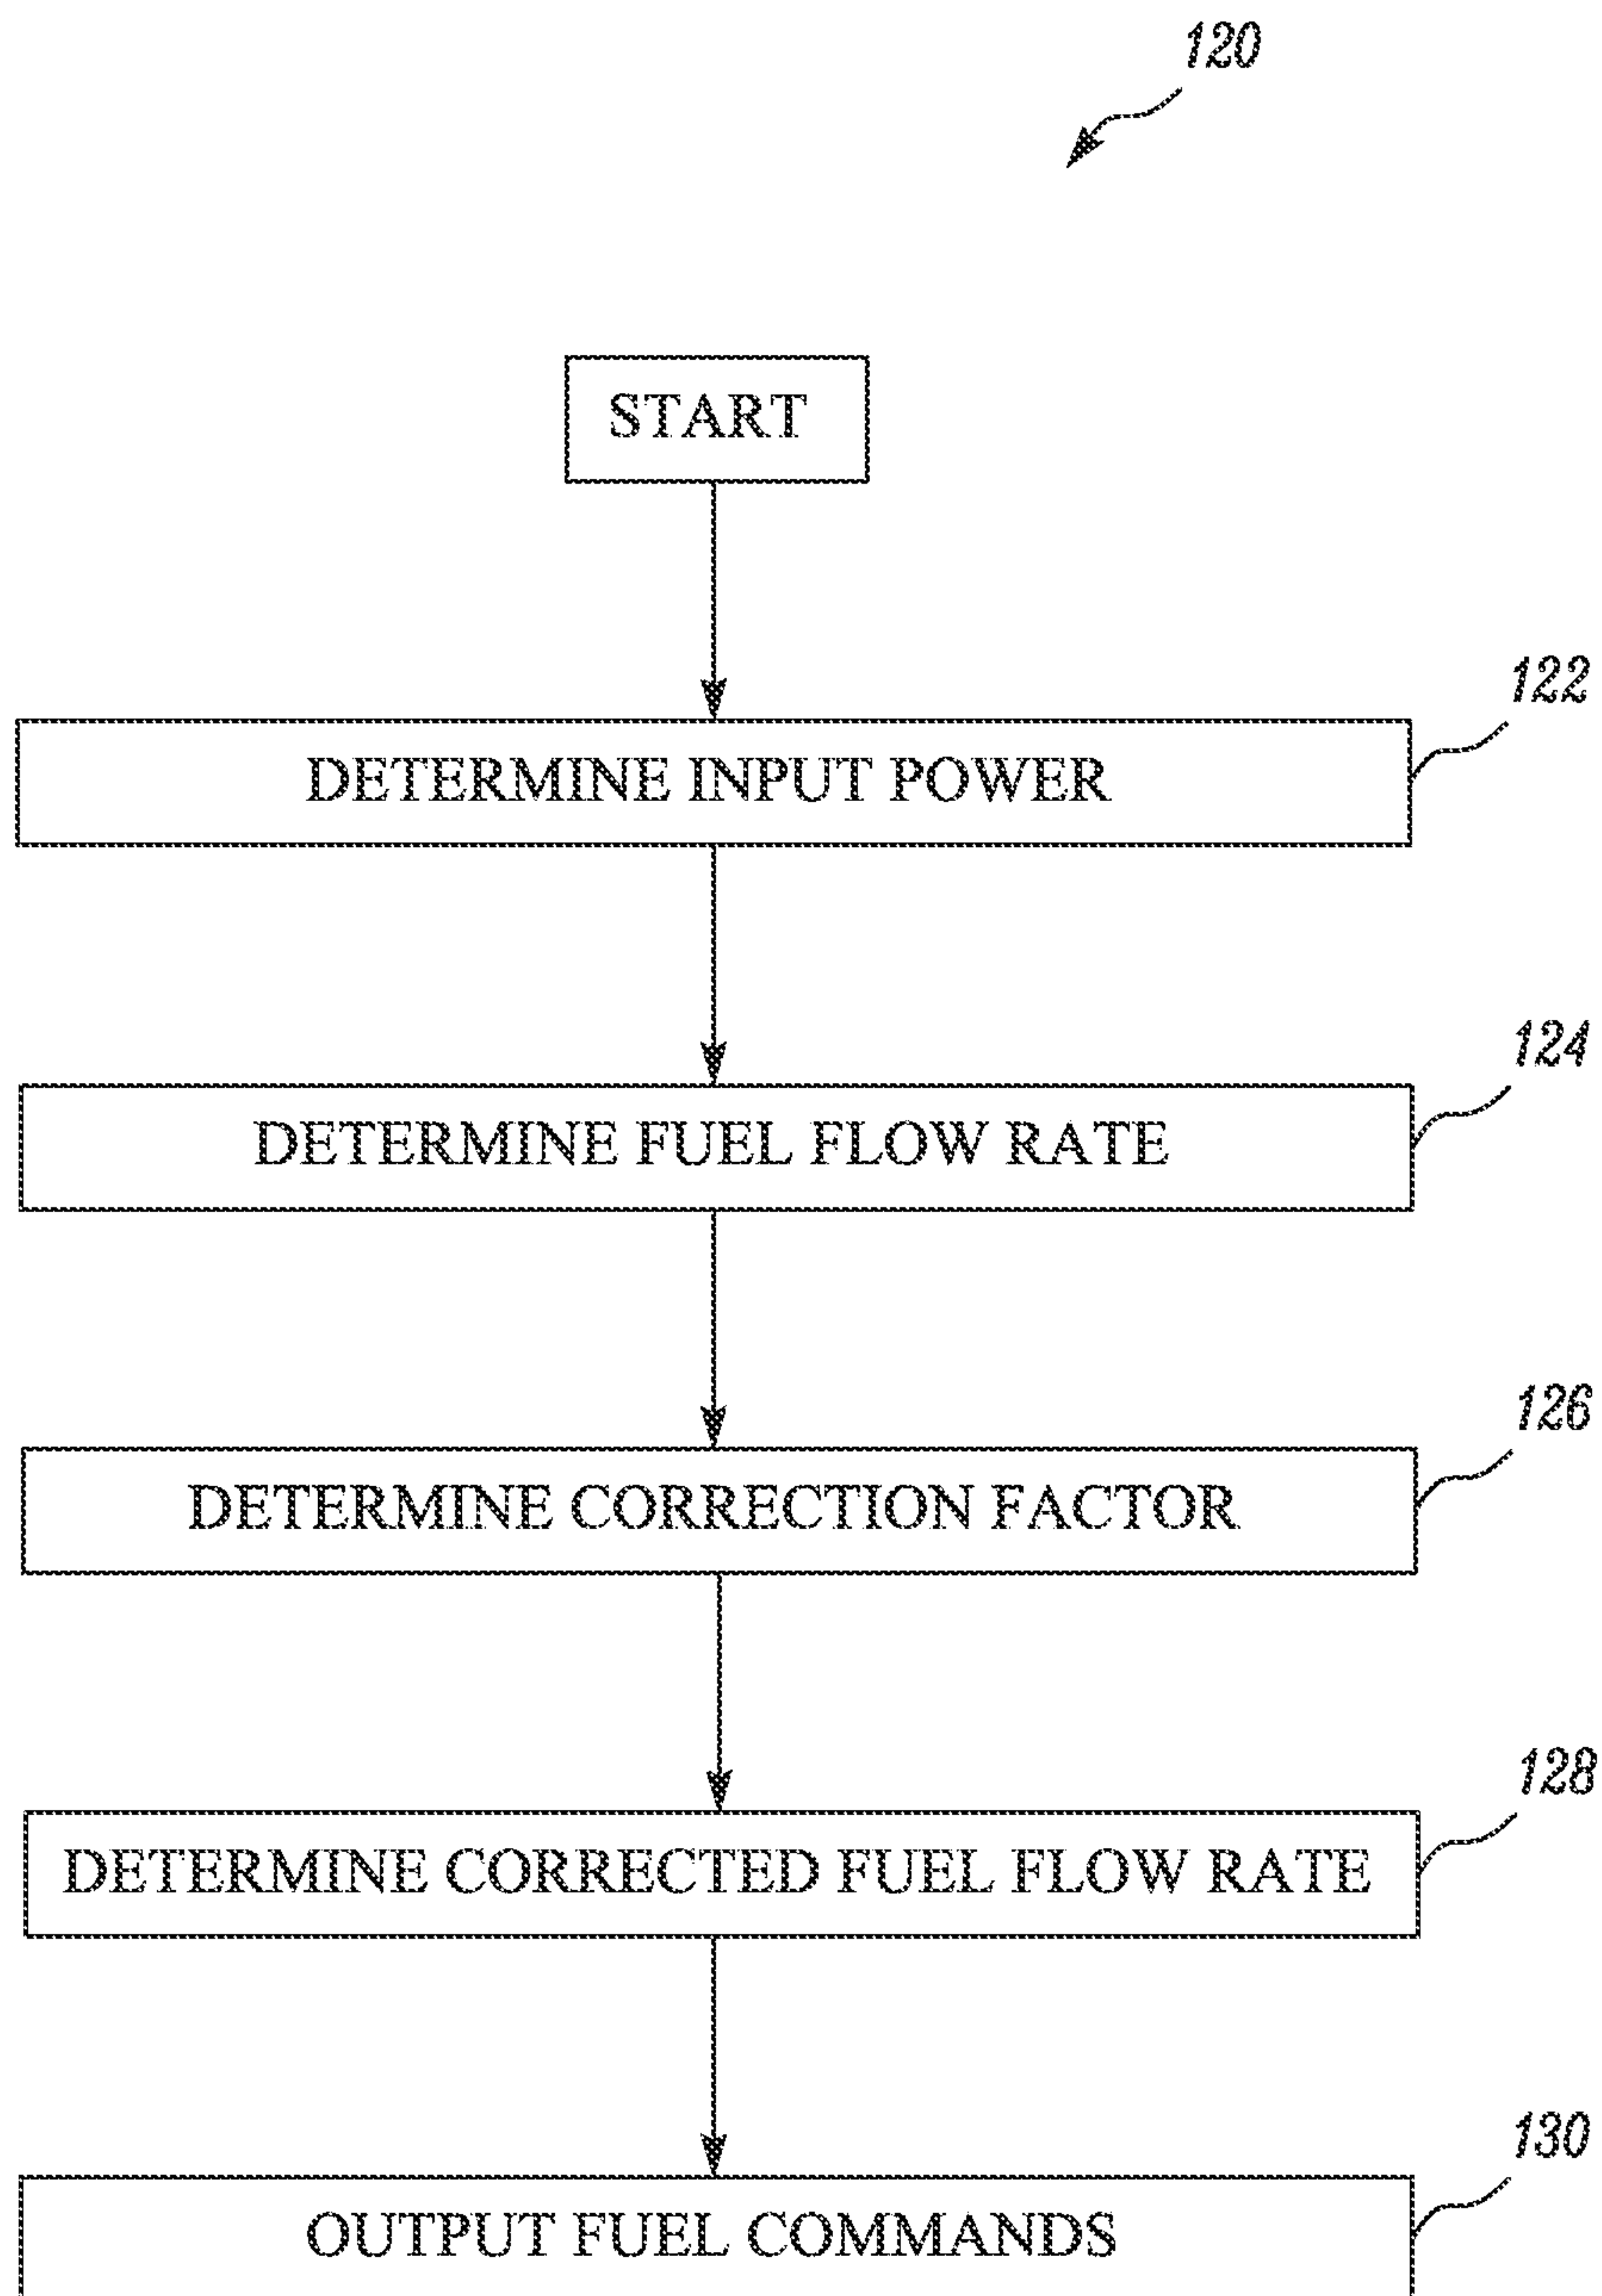 120
START
122
DETERMINE INPUT POWER
124
DETERMINE FUEL FLOW RATE
126
DETERMINE CORRECTION FACTOR
128
DETERMINE CORRECTED FUEL FLOW RATE
130
OUTPUT FUEL COMMANDS